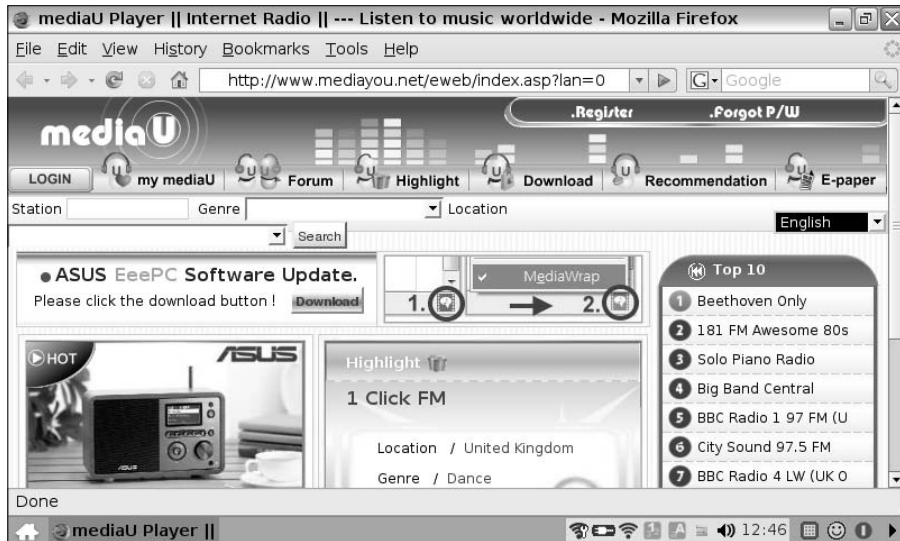 mediaU Player || Internet Radio || --- Listen to music worldwide - Mozilla Firefox
File Edit View History Bookmarks Tools Help
http://www.mediayou.net/eweb/index.asp?lan=0 G Google
mediaU
.Register .Forgot P/W
LOGIN my mediaU Forum Highlight Download Recommendation E-paper
Station Genre Location
English
Search
ASUS EeePC Software Update.
Please click the download button ! Download
MediaWrap
1. 2.
HOT
ASUS
Highlight
1 Click FM
Location / United Kingdom
Genre / Dance
Top 10
1 Beethoven Only
2 181 FM Awesome 80s
3 Solo Piano Radio
4 Big Band Central
5 BBC Radio 1 97 FM (U
6 City Sound 97.5 FM
7 BBC Radio 4 LW (UK O
Done
mediaU Player || 1 A 12:46